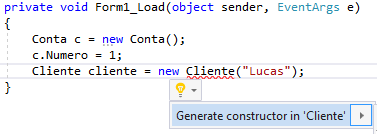 private void Form1_Load(object sender, EventArgs e)
{
Conta c = new Conta();
c.Numero = 1;
Cliente cliente = new Cliente("Lucas");
}
Generate constructor in 'Cliente'